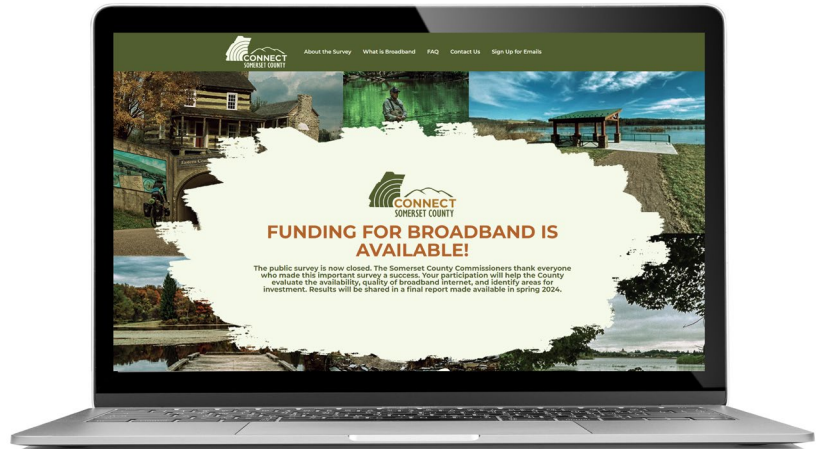 CONNECT
SOMERSET COUNTY
About the Survey What is Broadband FAQ Contact Us Sign Up for Emails
CONNECT
SOMERSET COUNTY
FUNDING FOR BROADBAND IS
AVAILABLE!
The public survey is now closed. The Somerset County Commissioners thank everyone
who made this important survey a success. Your participation will help the County
evaluate the availability, quality of broadband internet, and identify areas for
investment. Results will be shared in a final report made available in spring 2024.